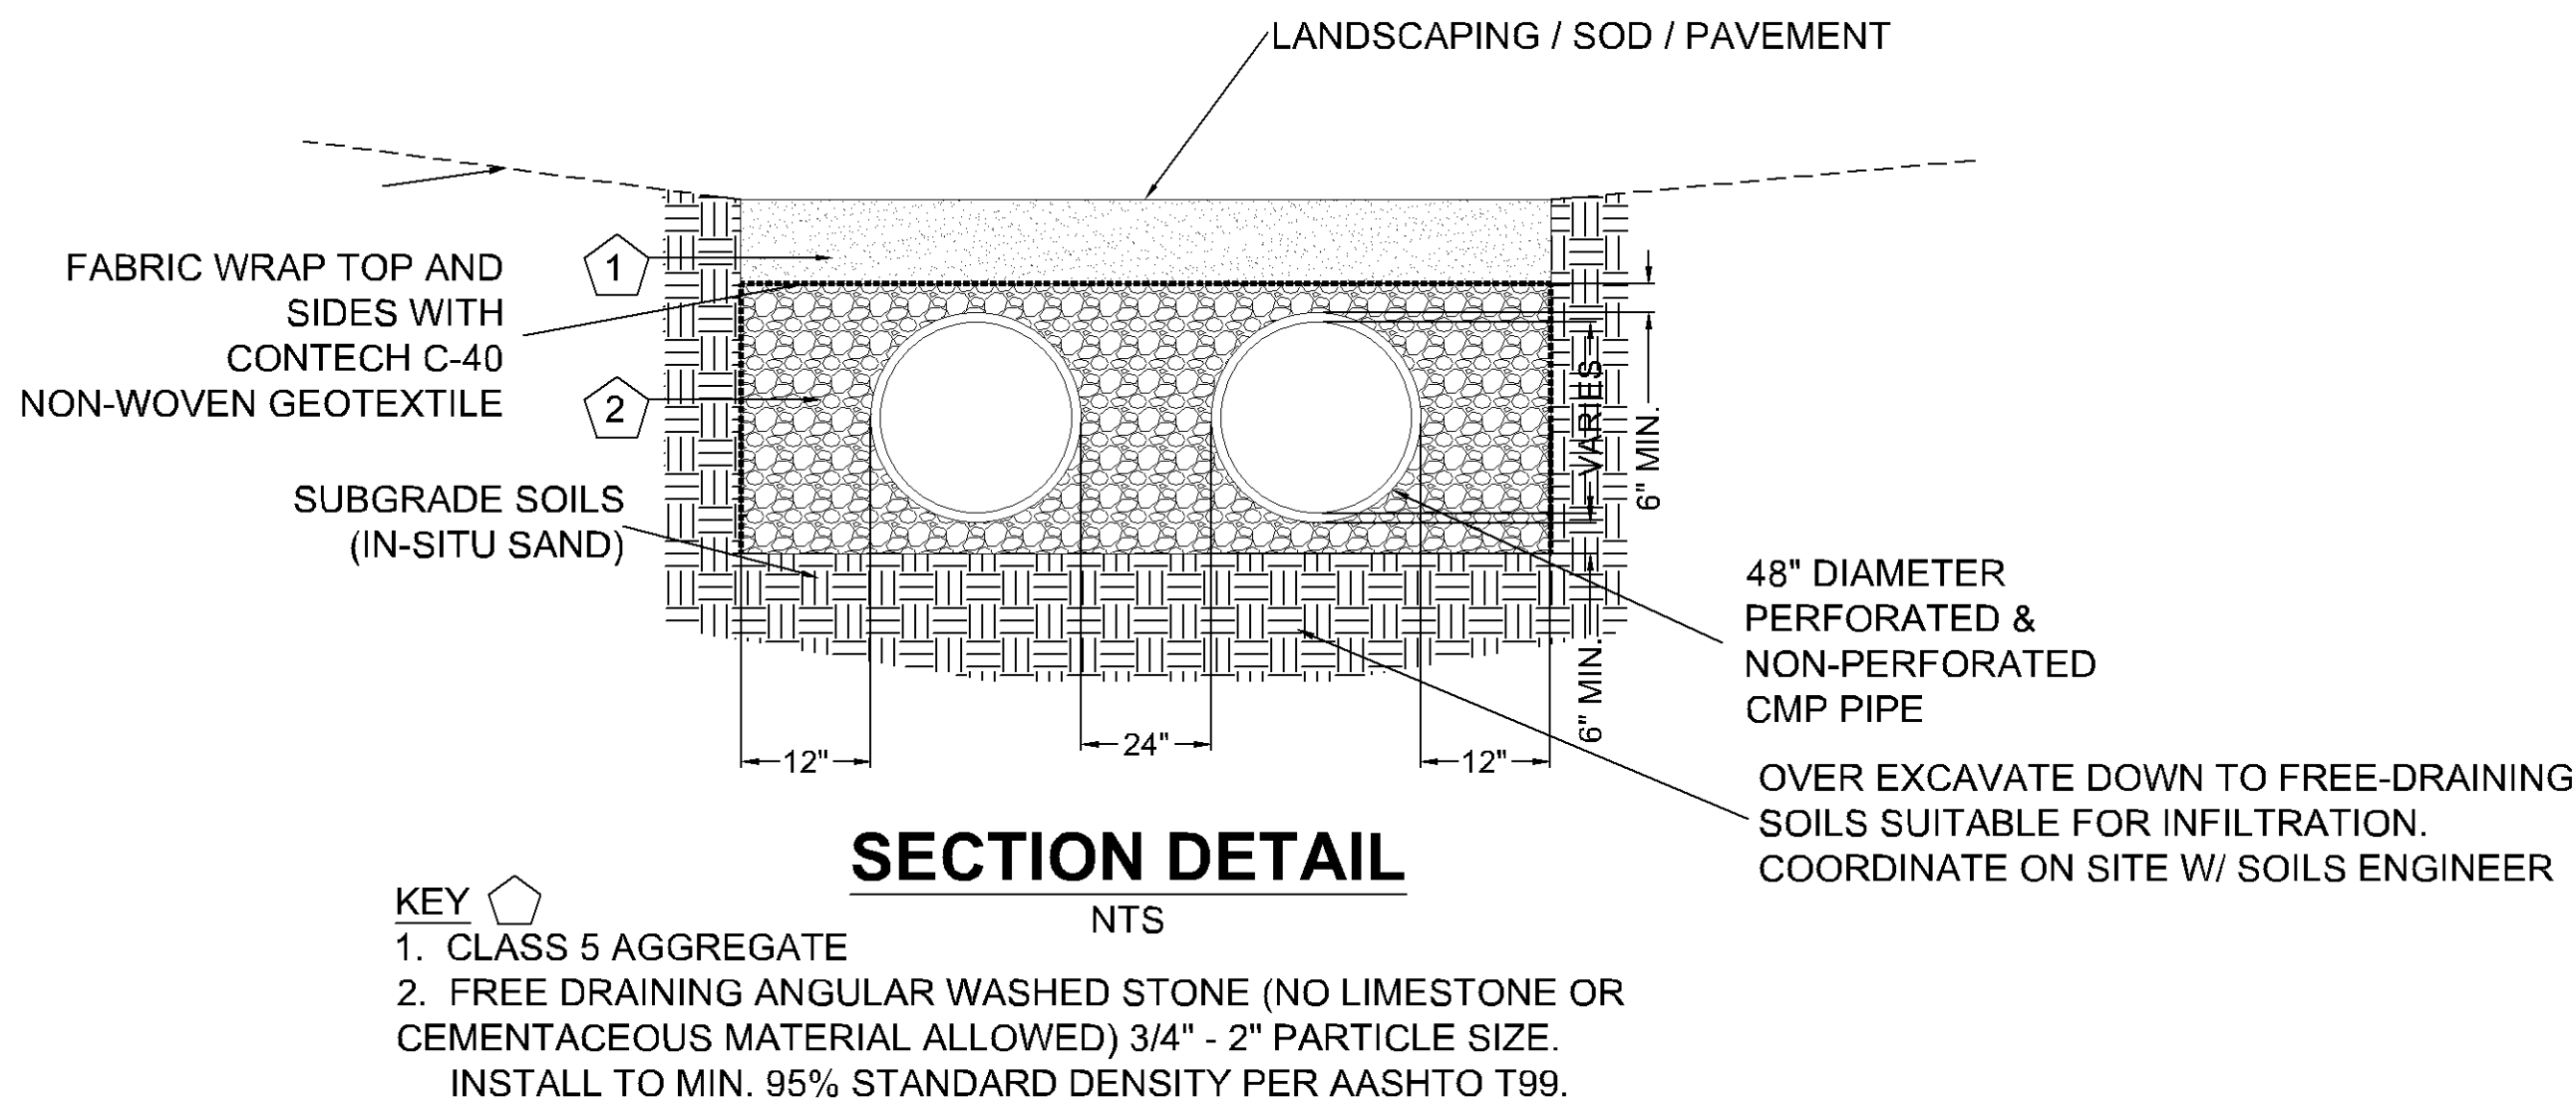 LANDSCAPING / SOD / PAVEMENT
FABRIC WRAP TOP AND
SIDES WITH
CONTECH C-40
NON-WOVEN GEOTEXTILE
1
2
SUBGRADE SOILS
(IN-SITU SAND)
VARIES
6" MIN.
6" MIN.
48" DIAMETER
PERFORATED &
NON-PERFORATED
CMP PIPE
12"
24"
12"
OVER EXCAVATE DOWN TO FREE-DRAINING
SOILS SUITABLE FOR INFILTRATION.
COORDINATE ON SITE W/ SOILS ENGINEER
SECTION DETAIL
NTS
KEY
1. CLASS 5 AGGREGATE
2. FREE DRAINING ANGULAR WASHED STONE (NO LIMESTONE OR
CEMENTACEOUS MATERIAL ALLOWED) 3/4" - 2" PARTICLE SIZE.
INSTALL TO MIN. 95% STANDARD DENSITY PER AASHTO T99.